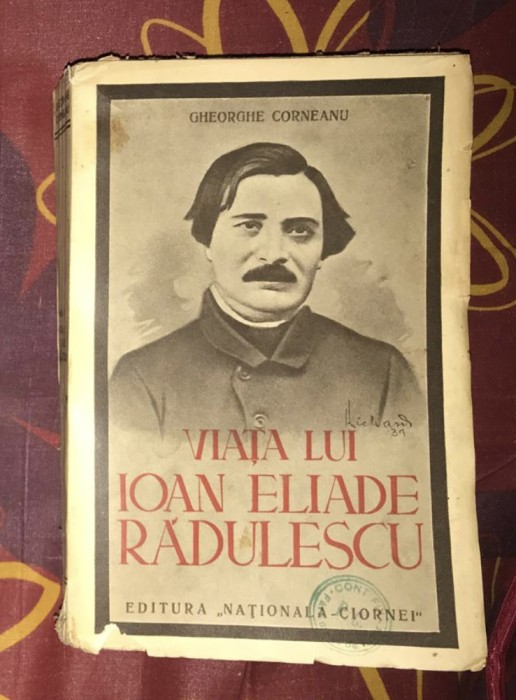 GHEORGHE CORNEANU
VIAȚA LUI
IOAN ELIADE
RĂDULESCU
EDITURA „NAȚIONALA-CIORNEI"